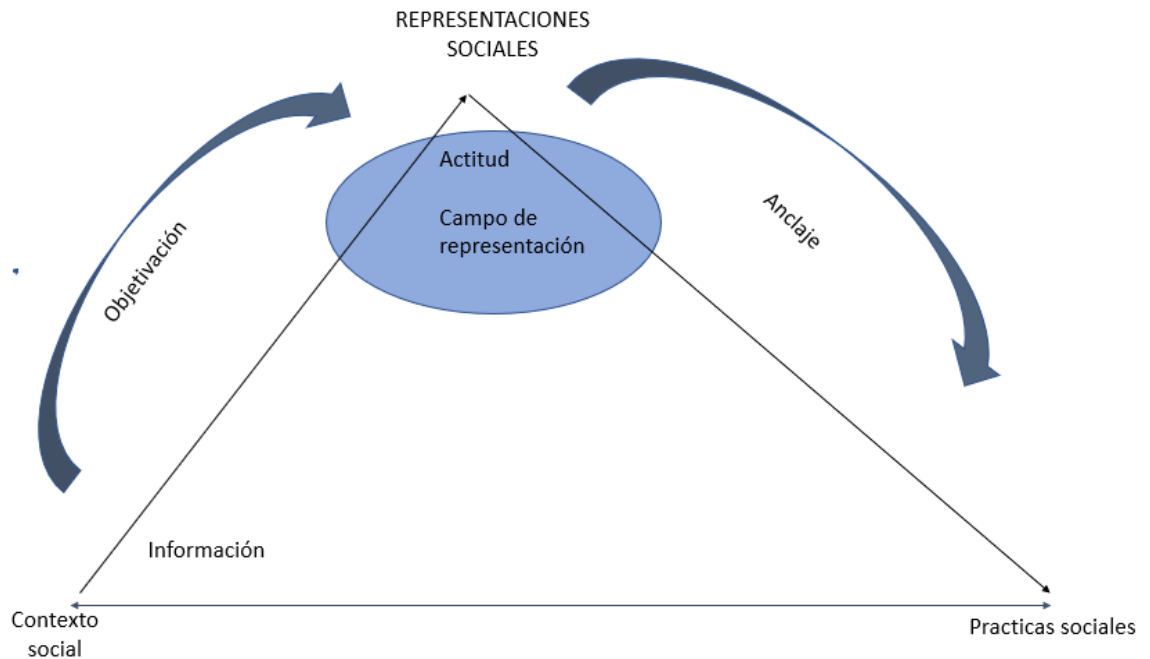 REPRESENTACIONES
SOCIALES
Actitud
Campo de
representación
Objetivación
Anclaje
Información
Contexto
social
Practicas sociales